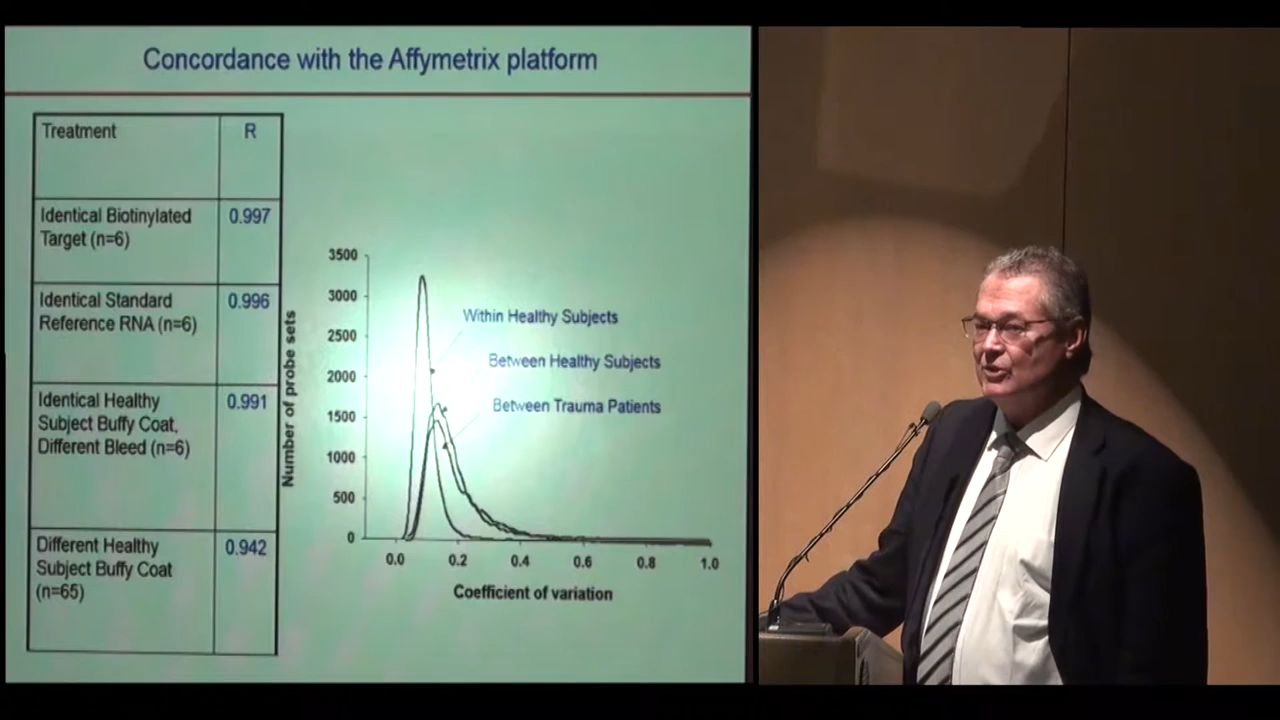 Concordance with the Affymetrix platform
Treatment
R
Identical Biotinylated
Target (n=6)
0.997
Identical Standard
Reference RNA (n=6)
0.996
Identical Healthy
Subject Buffy Coat,
Different Bleed (n=6)
0.991
Different Healthy
Subject Buffy Coat
(n=65)
0.942
Number of probe sets
3500
3000
2500
2000
1500
1000
500
0
Within Healthy Subjects
Between Healthy Subjects
Between Trauma Patients
0.0
0.2
0.4
0.6
0.8
1.0
Coefficient of variation